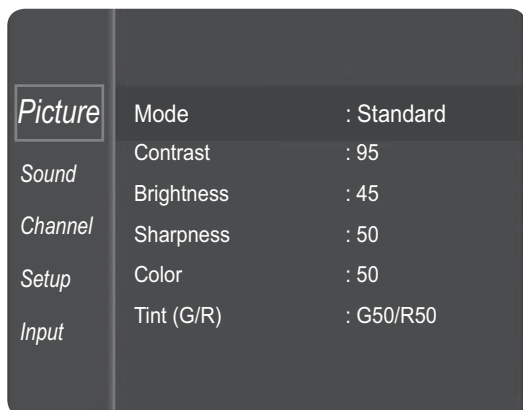 Picture
Sound
Channel
Setup
Input
Mode : Standard
Contrast : 95
Brightness : 45
Sharpness : 50
Color : 50
Tint (G/R) : G50/R50